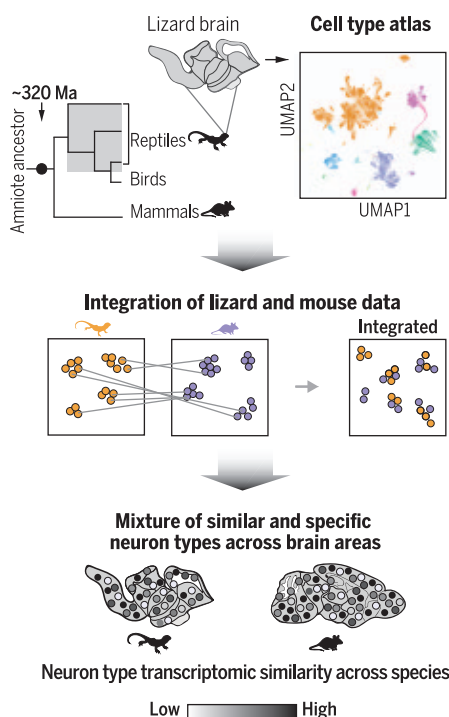 Lizard brain
Cell type atlas
~320 Ma
Amniote ancestor
Reptiles
Birds
Mammals
UMAP2
UMAP1
Integration of lizard and mouse data
Integrated
Mixture of similar and specific
neuron types across brain areas
Neuron type transcriptomic similarity across species
Low
High